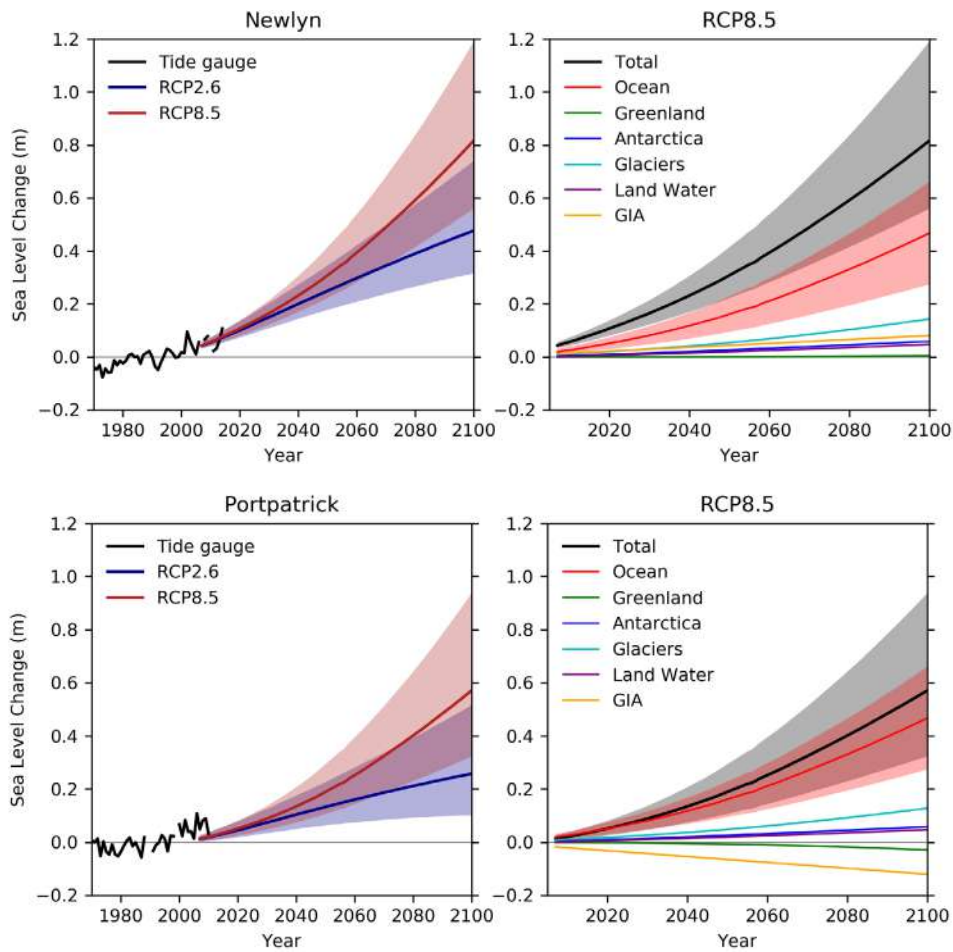 Newlyn
RCP8.5
Sea Level Change (m)
1.2
1.0
0.8
0.6
0.4
0.2
0.0
−0.2
Tide gauge
RCP2.6
RCP8.5
1980 2000 2020 2040 2060 2080 2100
Year
1.2
1.0
0.8
0.6
0.4
0.2
0.0
−0.2
Total
Ocean
Greenland
Antarctica
Glaciers
Land Water
GIA
2020 2040 2060 2080 2100
Year
Portpatrick
RCP8.5
Sea Level Change (m)
1.2
1.0
0.8
0.6
0.4
0.2
0.0
−0.2
Tide gauge
RCP2.6
RCP8.5
1980 2000 2020 2040 2060 2080 2100
Year
1.2
1.0
0.8
0.6
0.4
0.2
0.0
−0.2
Total
Ocean
Greenland
Antarctica
Glaciers
Land Water
GIA
2020 2040 2060 2080 2100
Year